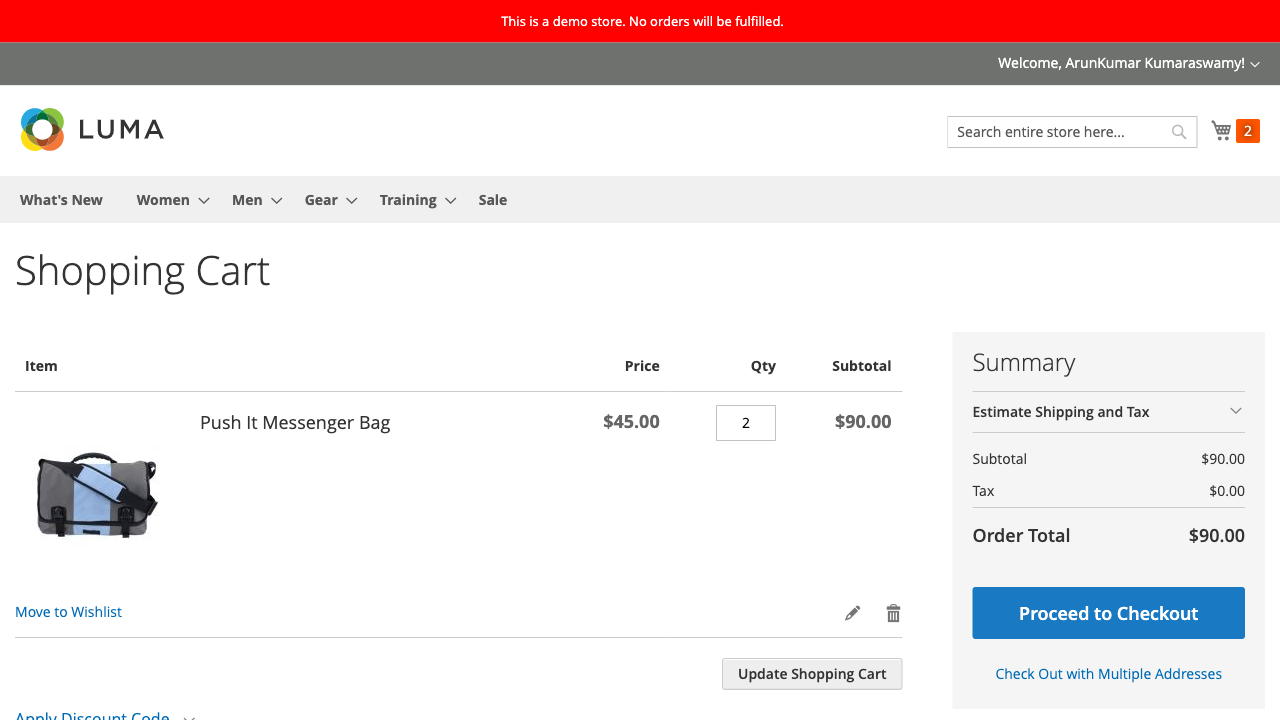 This is a demo store. No orders will be fulfilled.
Welcome, ArunKumar Kumaraswamy!
LUMA
Search entire store here...
2
What's New Women Men Gear Training Sale
Shopping Cart
Item Price Qty Subtotal
Push It Messenger Bag $45.00 2 $90.00
Move to Wishlist
Update Shopping Cart
Apply Discount Code
Summary
Estimate Shipping and Tax
Subtotal $90.00
Tax $0.00
Order Total $90.00
Proceed to Checkout
Check Out with Multiple Addresses